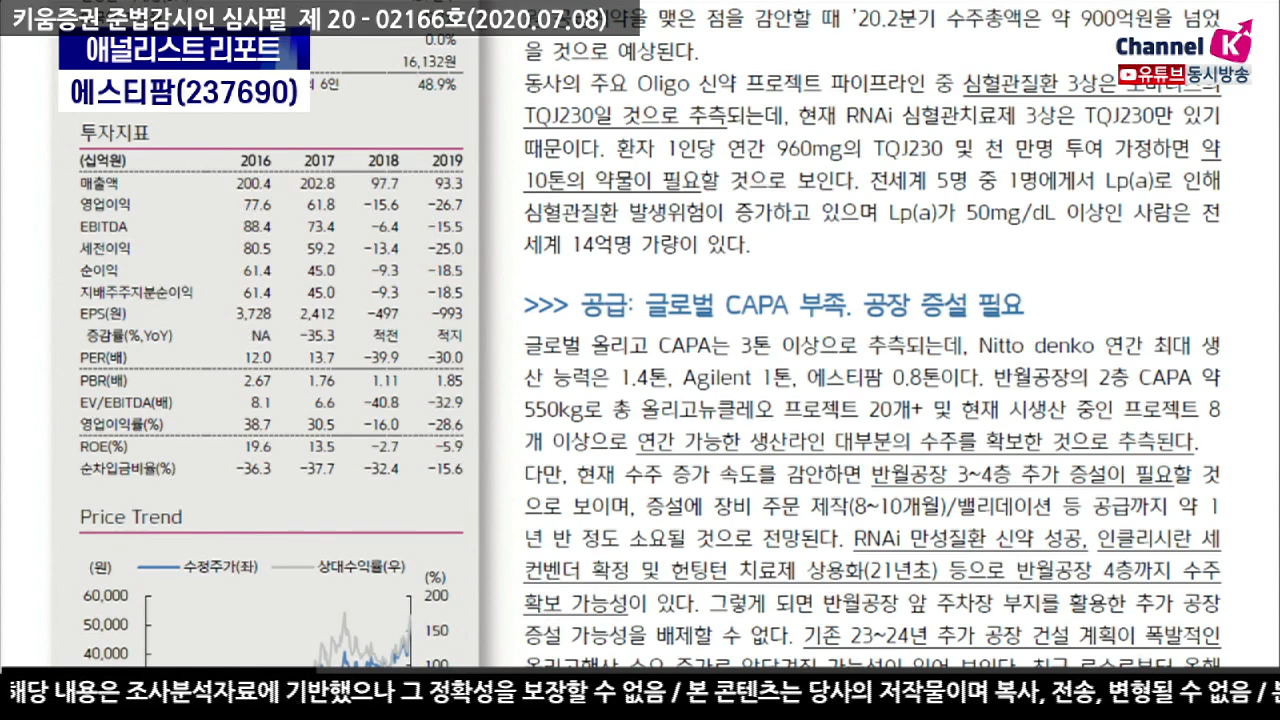 키움증권 준법감시인 심사필 제 20 - 02166호(2020.07.08)
애널리스트 리포트
에스티팜(237690)
Channel K
유튜브 동시방송
0.0%
16,132원
6인 48.9%
투자지표
(십억원) 2016 2017 2018 2019
매출액 200.4 202.8 97.7 93.3
영업이익 77.6 61.8 -15.6 -26.7
EBITDA 88.4 73.4 -6.4 -15.5
세전이익 80.5 59.2 -13.4 -25.0
순이익 61.4 45.0 -9.3 -18.5
지배주주지분순이익 61.4 45.0 -9.3 -18.5
EPS(원) 3,728 2,412 -497 -993
증감률(%,YoY) NA -35.3 적전 적지
PER(배) 12.0 13.7 -39.9 -30.0
PBR(배) 2.67 1.76 1.11 1.85
EV/EBITDA(배) 8.1 6.6 -40.8 -32.9
영업이익률(%) 38.7 30.5 -16.0 -28.6
ROE(%) 19.6 13.5 -2.7 -5.9
순차입금비율(%) -36.3 -37.7 -32.4 -15.6
Price Trend
(원) 수정주가(좌) 상대수익률(우) (%)
60,000 200
50,000 150
40,000 100
맺은 점을 감안할 때 '20.2분기 수주총액은 약 900억원을 넘었
을 것으로 예상된다.
동사의 주요 Oligo 신약 프로젝트 파이프라인 중 심혈관질환 3상은
TQJ230일 것으로 추측되는데, 현재 RNAi 심혈관치료제 3상은 TQJ230만 있기
때문이다. 환자 1인당 연간 960mg의 TQJ230 및 천 만명 투여 가정하면 약
10톤의 약물이 필요할 것으로 보인다. 전세계 5명 중 1명에게서 Lp(a)로 인해
심혈관질환 발생위험이 증가하고 있으며 Lp(a)가 50mg/dL 이상인 사람은 전
세계 14억명 가량이 있다.
>>> 공급: 글로벌 CAPA 부족. 공장 증설 필요
글로벌 올리고 CAPA는 3톤 이상으로 추측되는데, Nitto denko 연간 최대 생
산 능력은 1.4톤, Agilent 1톤, 에스티팜 0.8톤이다. 반월공장의 2층 CAPA 약
550kg로 총 올리고뉴클레오 프로젝트 20개+ 및 현재 시생산 중인 프로젝트 8
개 이상으로 연간 가능한 생산라인 대부분의 수주를 확보한 것으로 추측된다.
다만, 현재 수주 증가 속도를 감안하면 반월공장 3~4층 추가 증설이 필요할 것
으로 보이며, 증설에 장비 주문 제작(8~10개월)/밸리데이션 등 공급까지 약 1
년 반 정도 소요될 것으로 전망된다. RNAi 만성질환 신약 성공, 인클리시란 세
컨벤더 확정 및 헌팅턴 치료제 상용화(21년초) 등으로 반월공장 4층까지 수주
확보 가능성이 있다. 그렇게 되면 반월공장 앞 주차장 부지를 활용한 추가 공장
증설 가능성을 배제할 수 없다. 기존 23~24년 추가 공장 건설 계획이 폭발적인
해당 내용은 조사분석자료에 기반했으나 그 정확성을 보장할 수 없음 / 본 콘텐츠는 당사의 저작물이며 복사, 전송, 변형될 수 없음 /